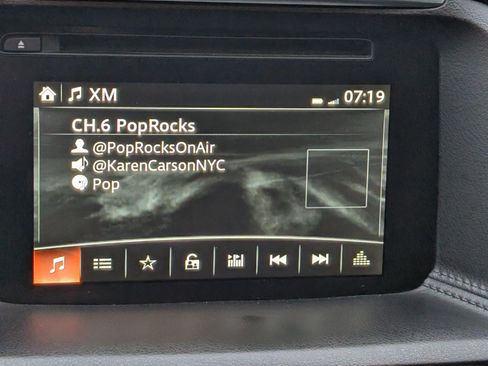 XM 07:19
CH.6 PopRocks
@PopRocksOnAir
@KarenCarsonNYC
Pop